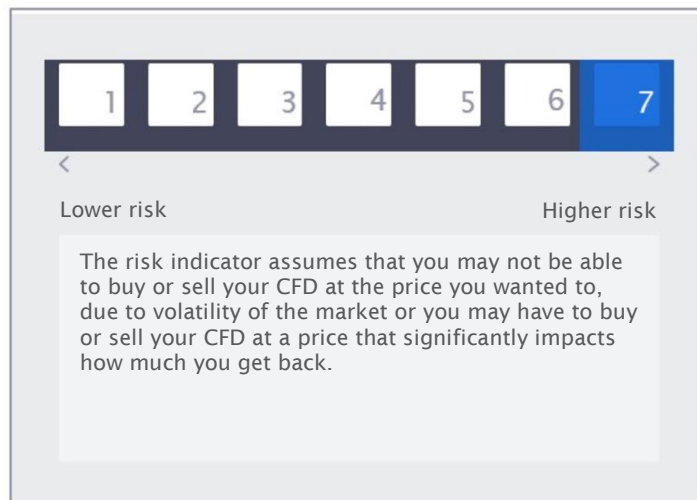 1 2 3 4 5 6 7
< >
Lower risk Higher risk
The risk indicator assumes that you may not be able
to buy or sell your CFD at the price you wanted to,
due to volatility of the market or you may have to buy
or sell your CFD at a price that significantly impacts
how much you get back.